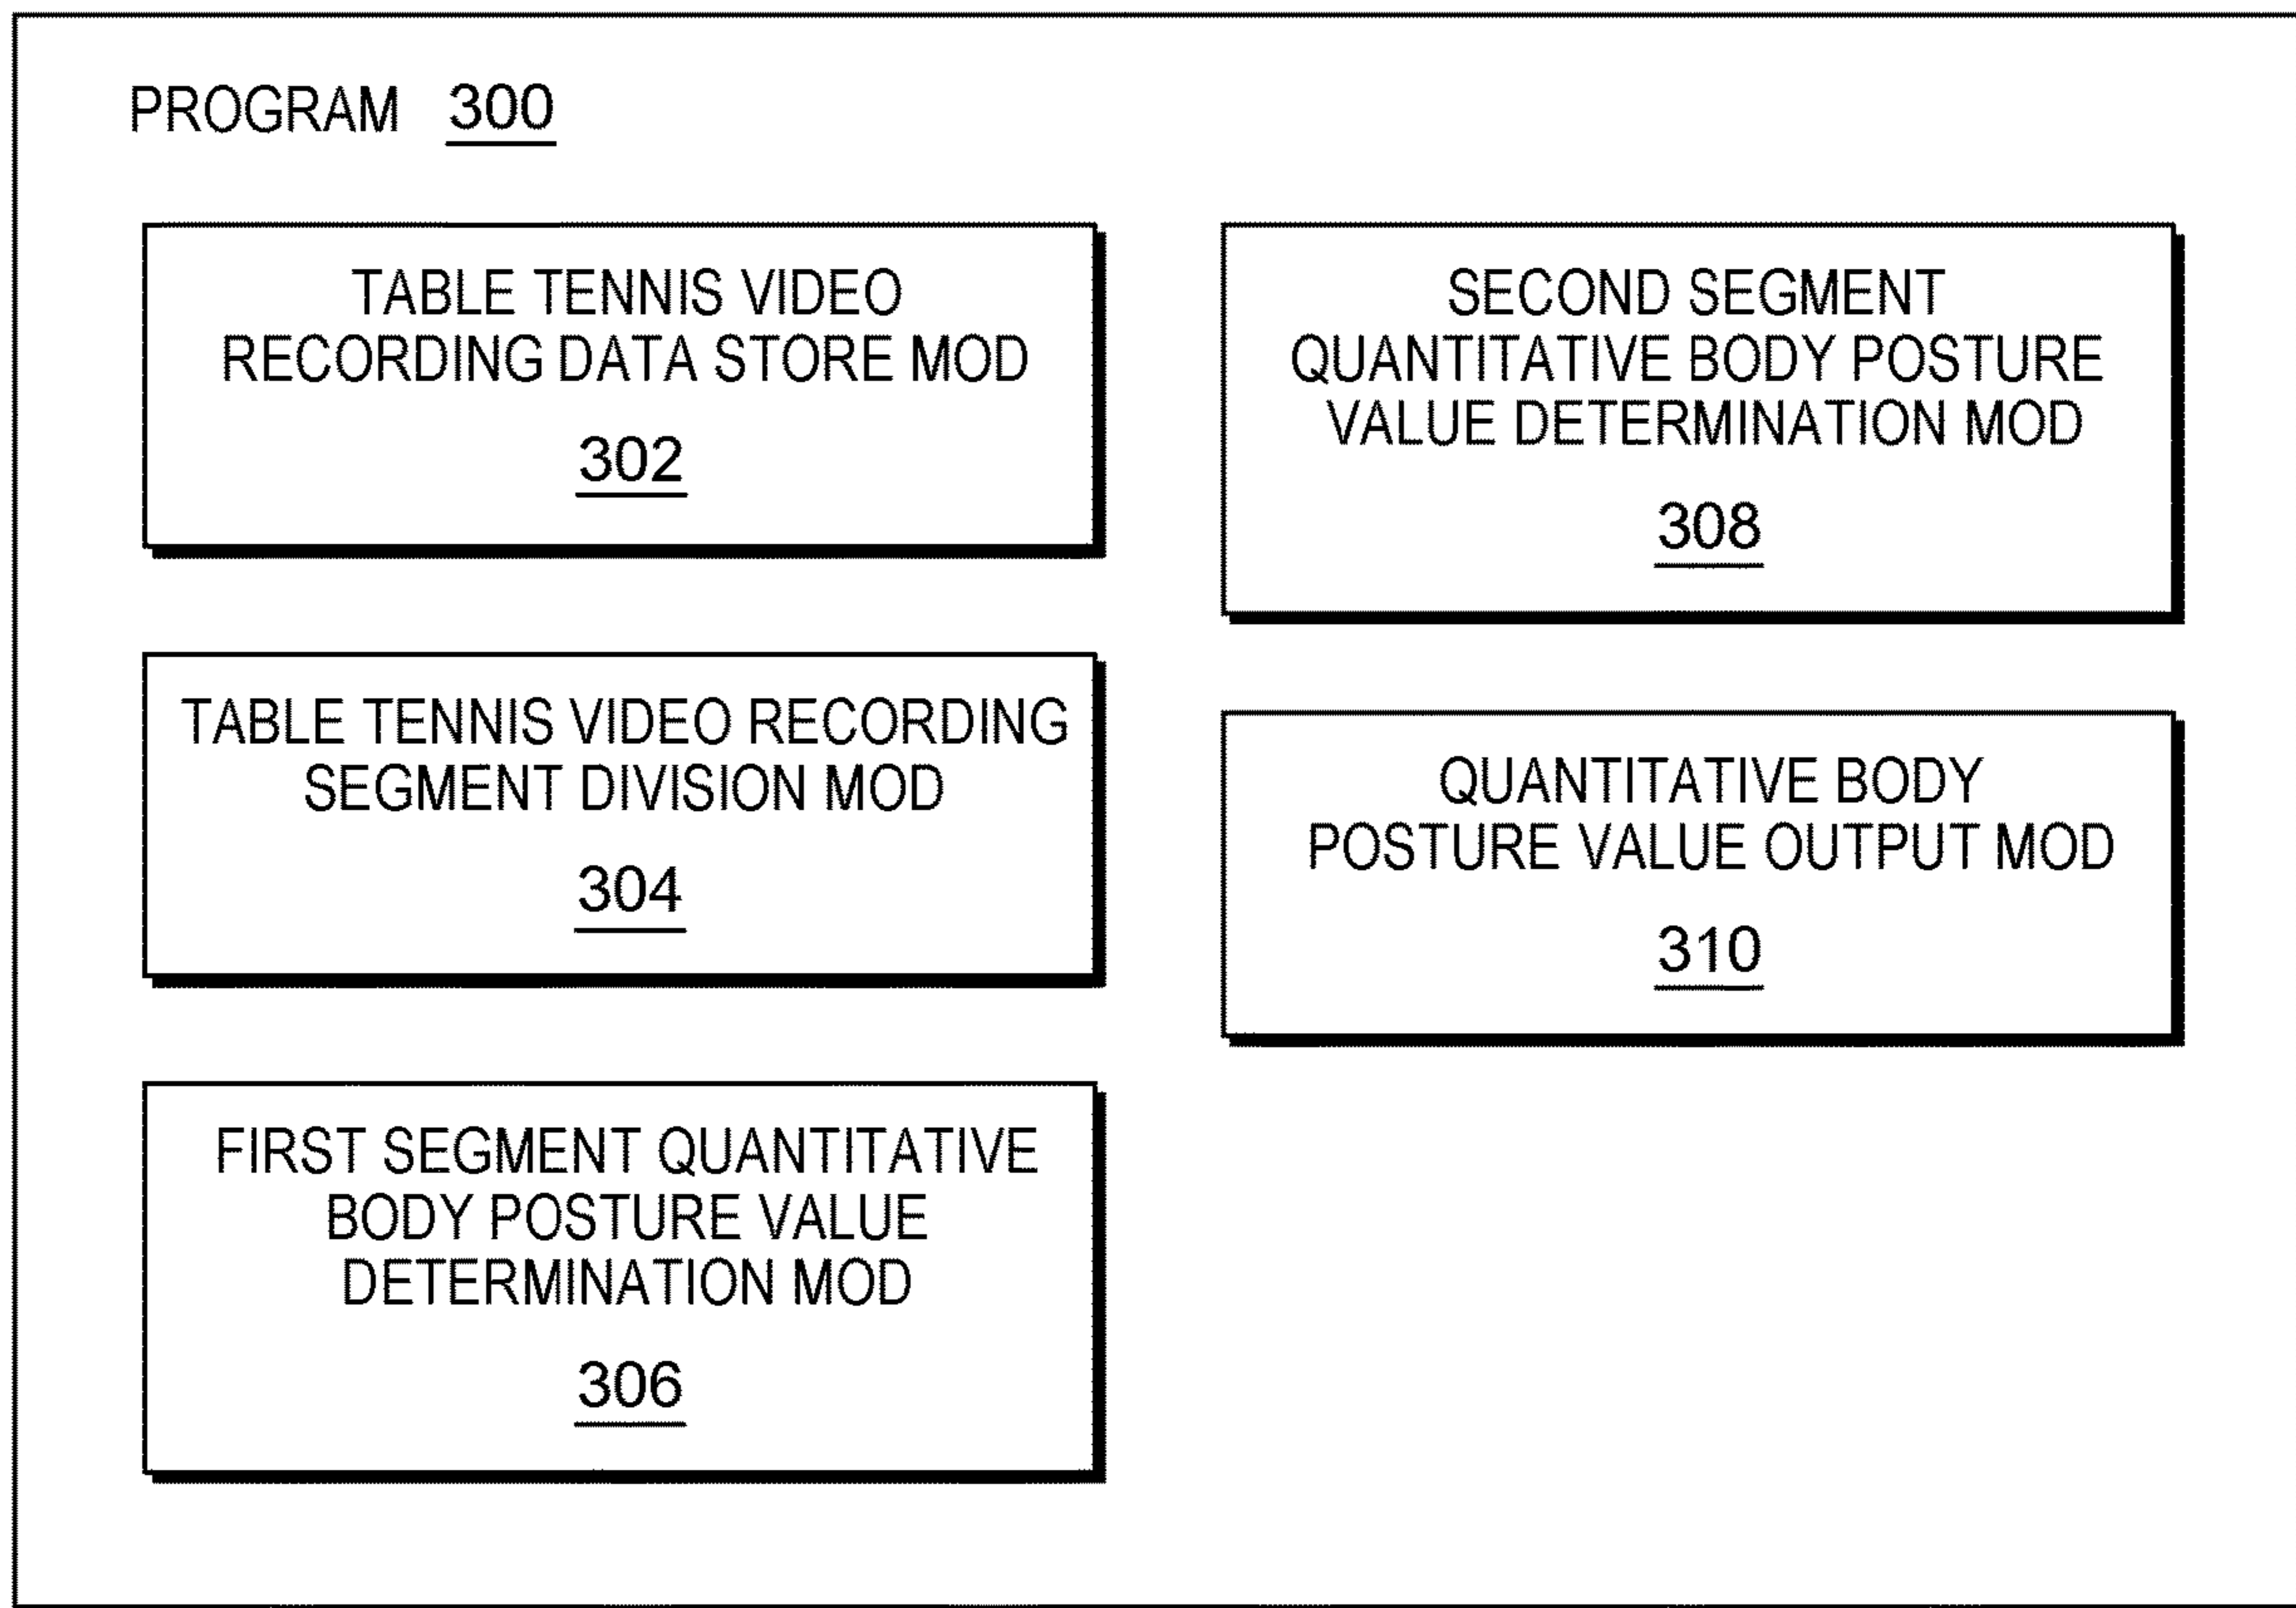 PROGRAM 300
TABLE TENNIS VIDEO
RECORDING DATA STORE MOD
302
TABLE TENNIS VIDEO RECORDING
SEGMENT DIVISION MOD
304
FIRST SEGMENT QUANTITATIVE
BODY POSTURE VALUE
DETERMINATION MOD
306
SECOND SEGMENT
QUANTITATIVE BODY POSTURE
VALUE DETERMINATION MOD
308
QUANTITATIVE BODY
POSTURE VALUE OUTPUT MOD
310